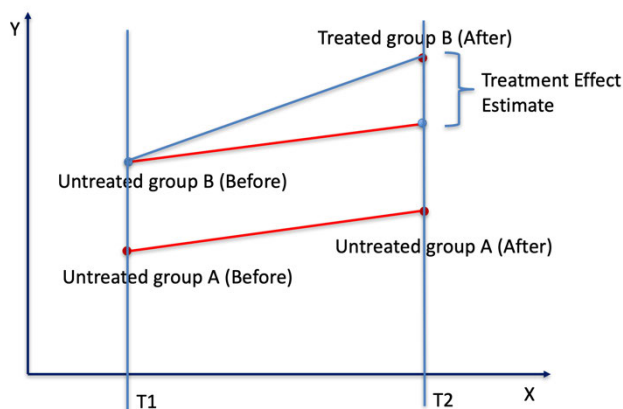 Y
Treated group B (After)
Treatment Effect
Estimate
Untreated group B (Before)
Untreated group A (After)
Untreated group A (Before)
T1
T2
X